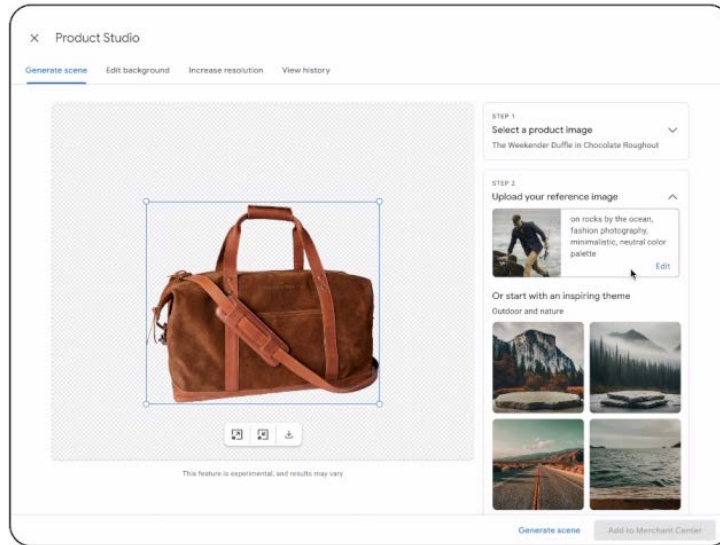 Product Studio
Generate scene
Edit background
Increase resolution
View history
STEP 1
Select a product image
The Weekender Duffle in Chocolate Roughout
STEP 2
Upload your reference image
on rocks by the ocean,
fashion photography,
minimalistic, neutral color
palette
Edit
Or start with an inspiring theme
Outdoor and nature
This feature is experimental, and results may vary
Generate scene
Add to Merchant Center